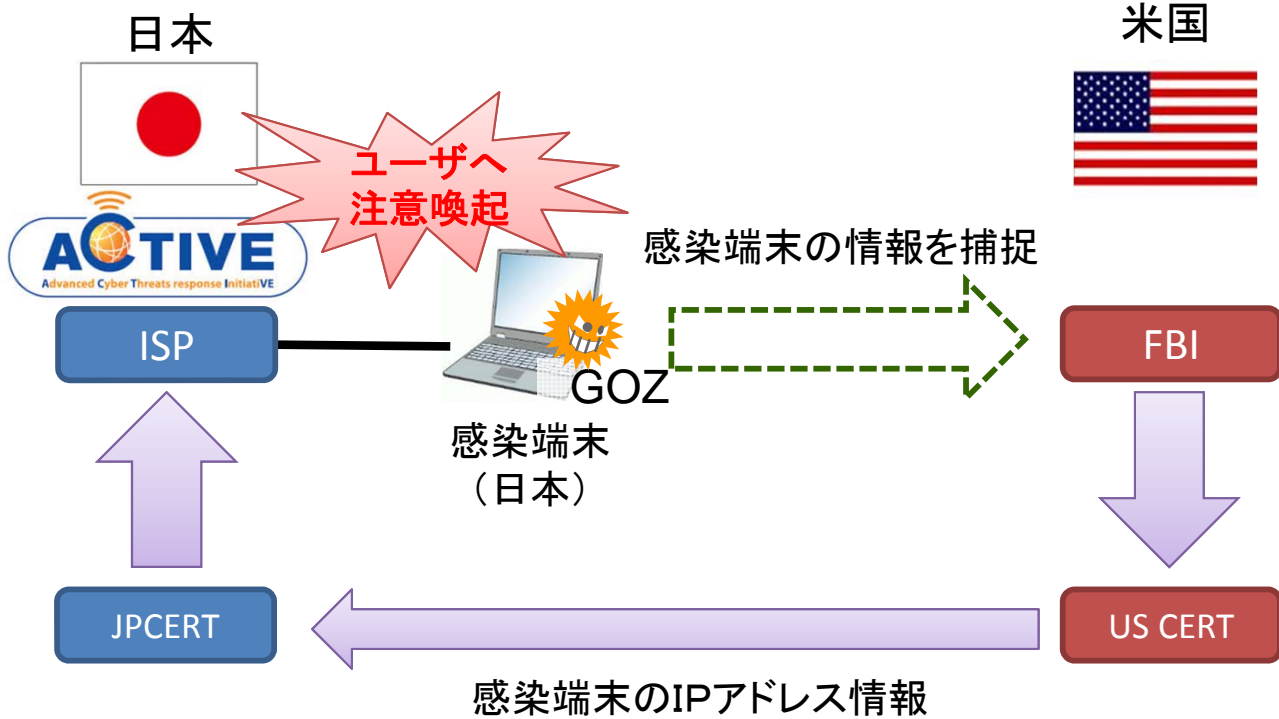 日本
米国
ユーザへ
注意喚起
ACTIVE
Advanced Cyber Threats response InitiatiVE
感染端末の情報を捕捉
ISP
FBI
GOZ
感染端末
（日本）
JPCERT
US CERT
感染端末のIPアドレス情報